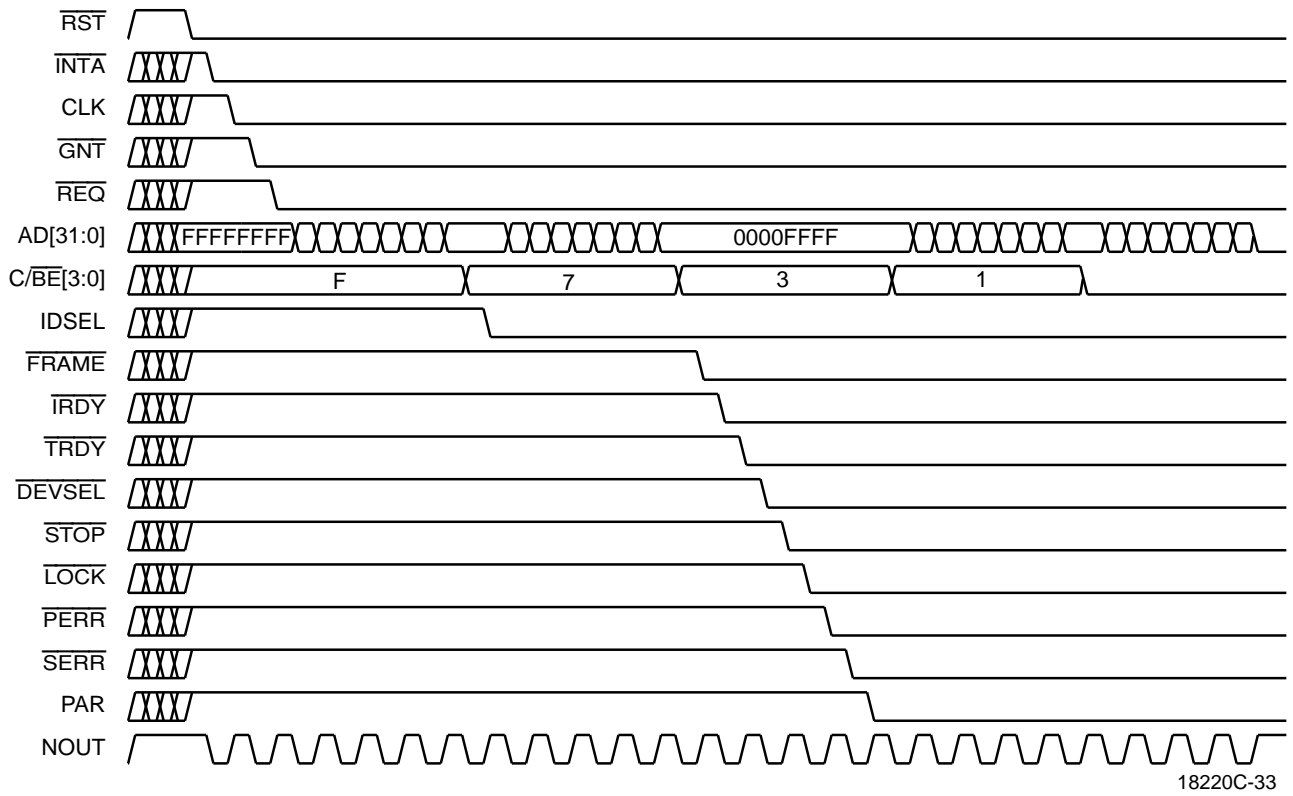 RST
INTA
CLK
GNT
REQ
AD[31:0] FFFFFFFF 0000FFFF
C/BE[3:0] F 7 3 1
IDSEL
FRAME
IRDY
TRDY
DEVSEL
STOP
LOCK
PERR
SERR
PAR
NOUT
18220C-33